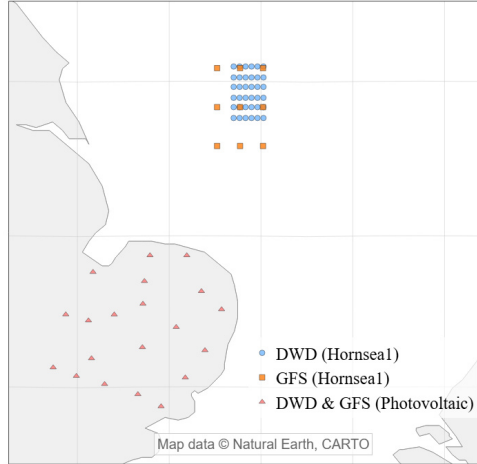 DWD (Hornsea1)
GFS (Hornsea1)
DWD & GFS (Photovoltaic)
Map data © Natural Earth, CARTO